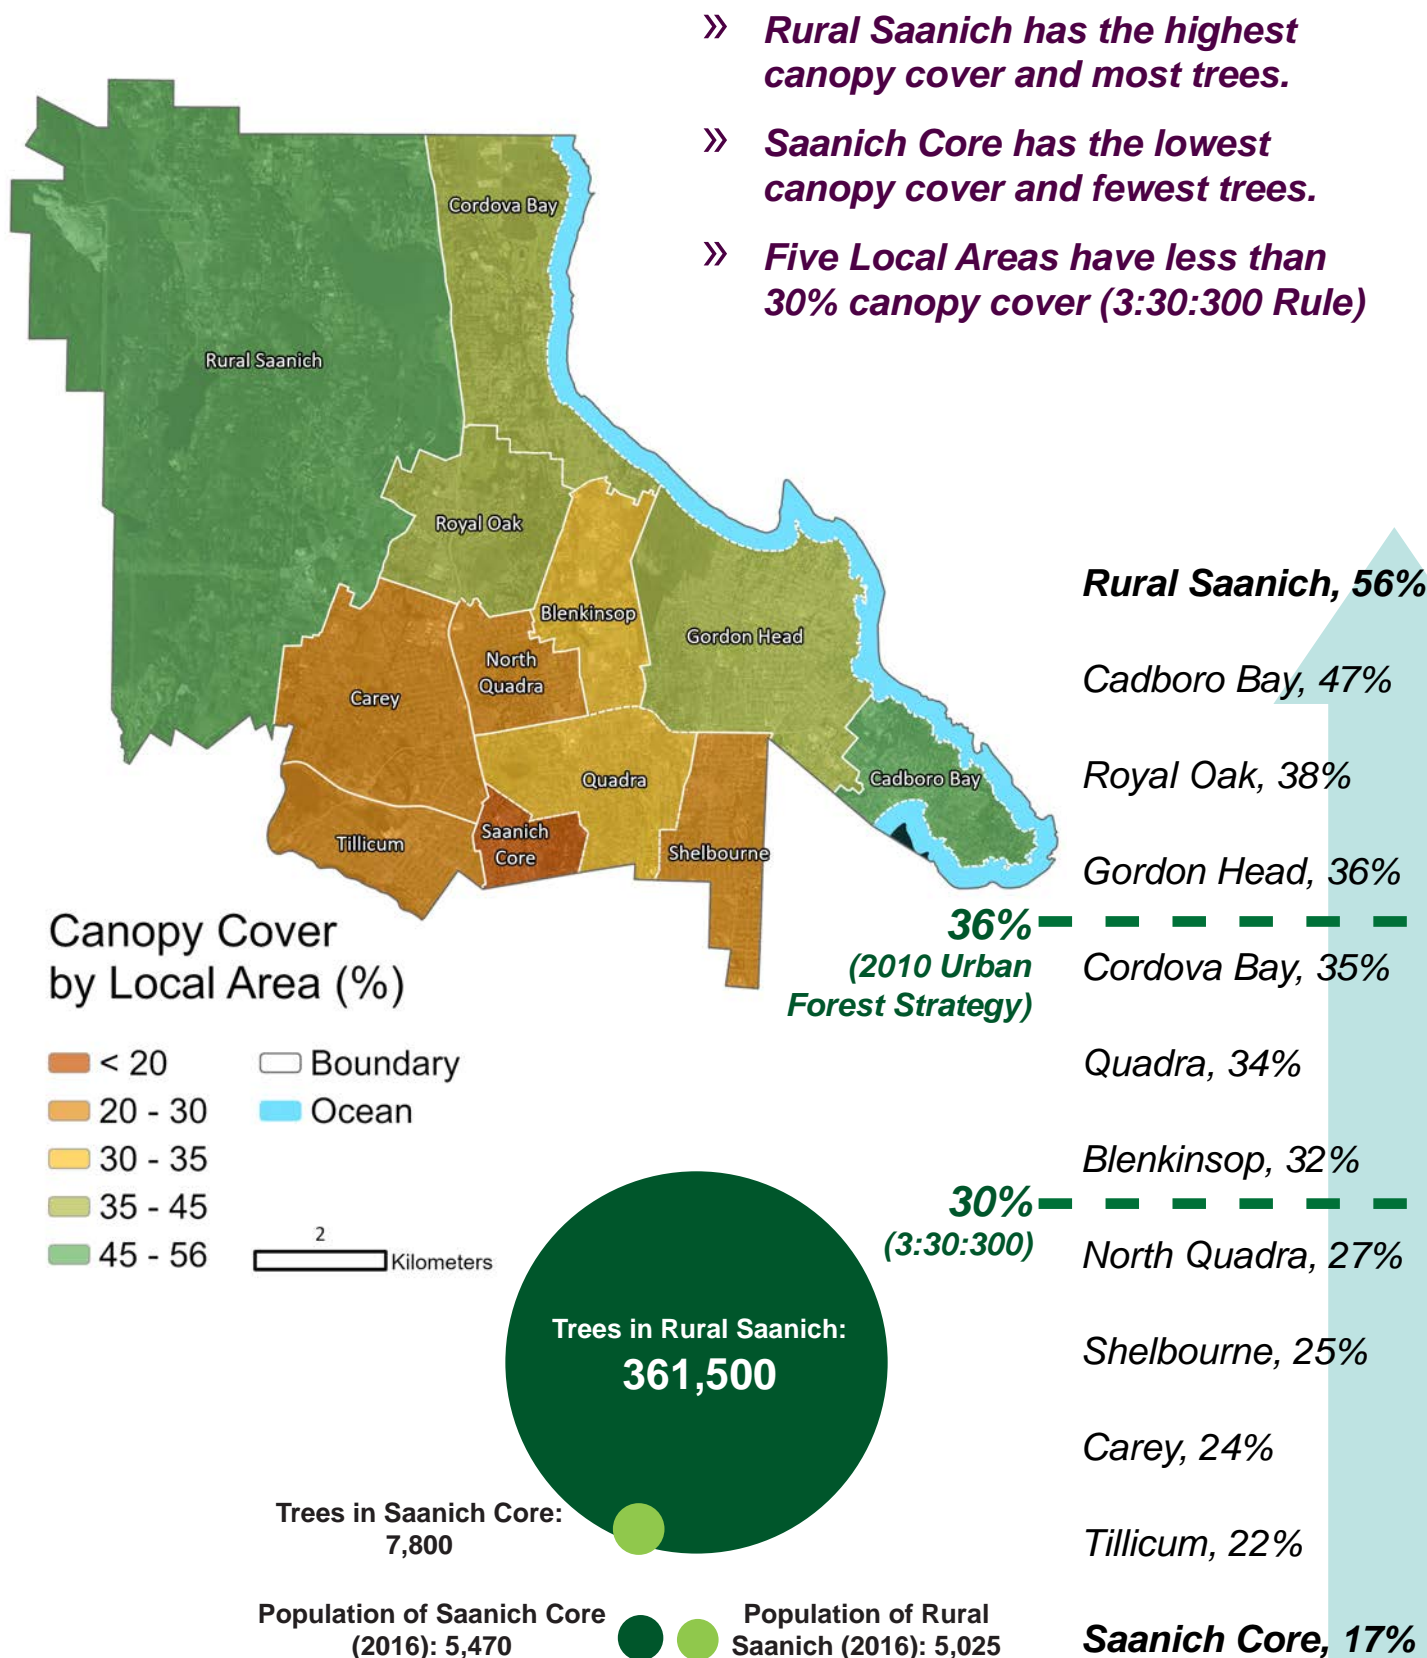 » Rural Saanich has the highest
canopy cover and most trees.
» Saanich Core has the lowest
canopy cover and fewest trees.
» Five Local Areas have less than
30% canopy cover (3:30:300 Rule)
Cordova Bay
Rural Saanich
Royal Oak
Blenkinsop
Gordon Head
North
Quadra
Carey
Quadra
Cadboro Bay
Saanich
Core
Tillicum
Shelbourne
Canopy Cover
by Local Area (%)
< 20
20 - 30
30 - 35
35 - 45
45 - 56
Boundary
Ocean
2
Kilometers
Rural Saanich, 56%
Cadboro Bay, 47%
Royal Oak, 38%
Gordon Head, 36%
36%
(2010 Urban
Forest Strategy)
Cordova Bay, 35%
Quadra, 34%
Blenkinsop, 32%
30%
(3:30:300)
North Quadra, 27%
Shelbourne, 25%
Carey, 24%
Tillicum, 22%
Saanich Core, 17%
Trees in Rural Saanich:
361,500
Trees in Saanich Core:
7,800
Population of Saanich Core
(2016): 5,470
Population of Rural
Saanich (2016): 5,025